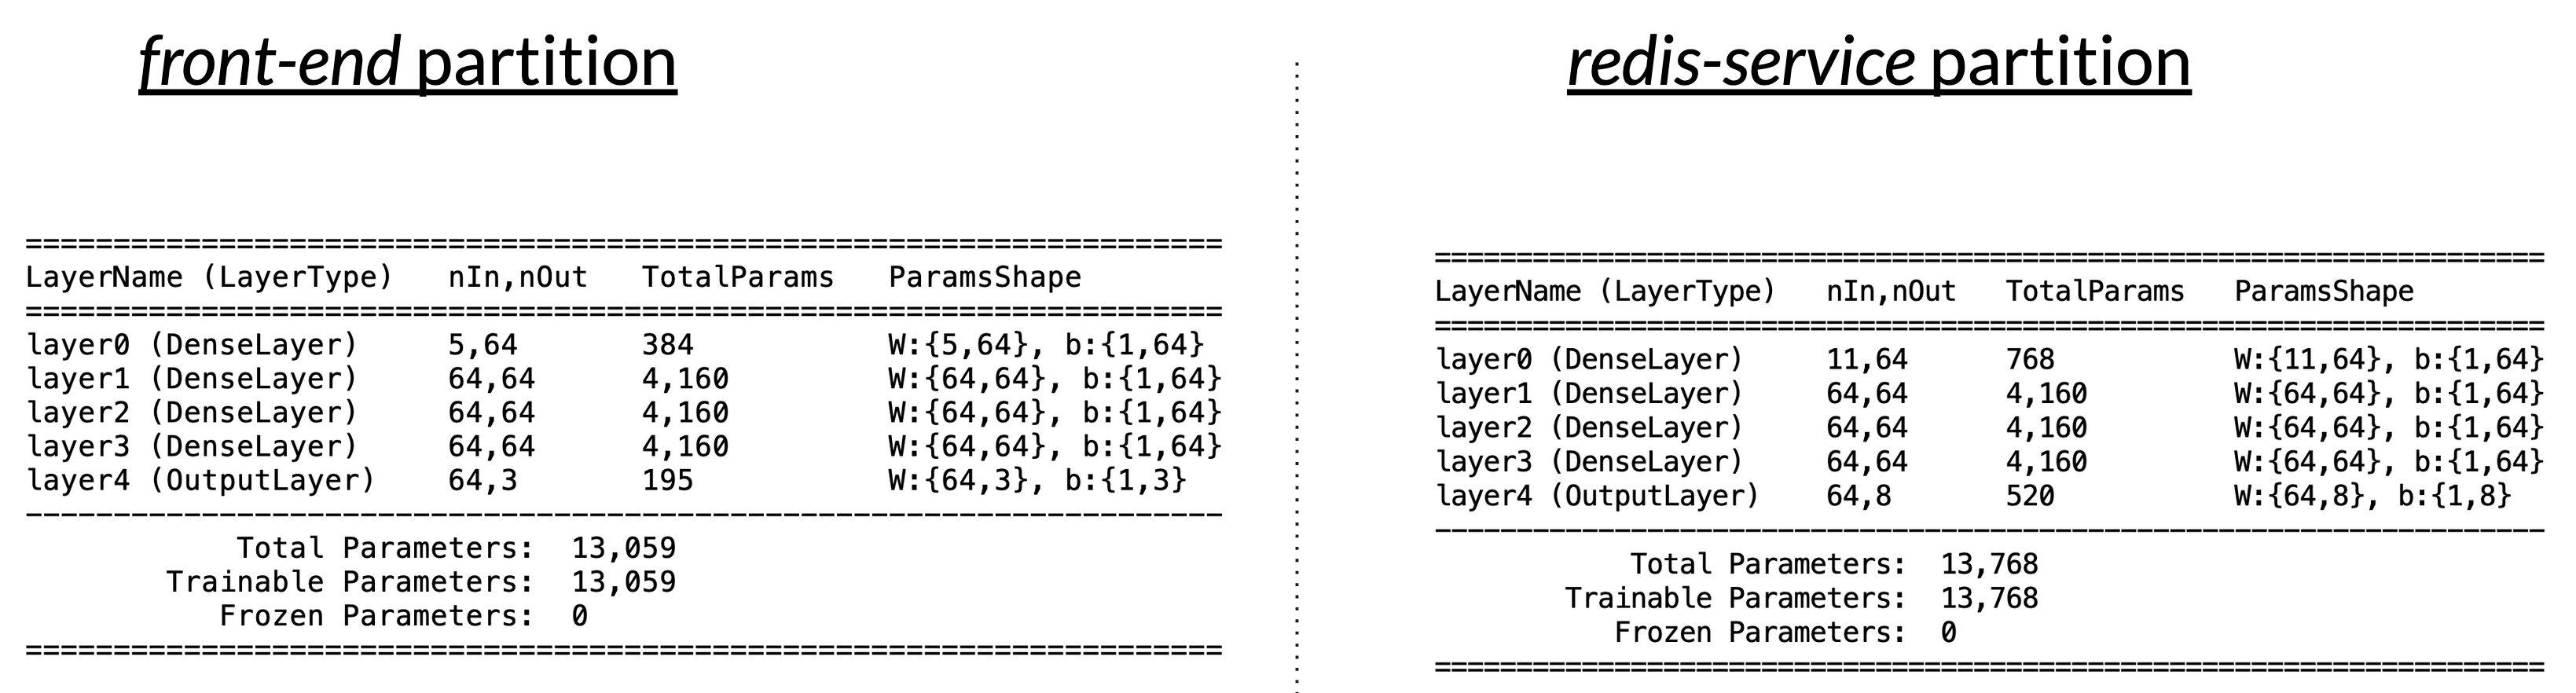 front-end partition
==================================================================== 
LayerName (LayerType)   nIn,nOut   TotalParams   ParamsShape
====================================================================
layer0 (DenseLayer)     5,64       384           W:{5,64}, b:{1,64}
layer1 (DenseLayer)     64,64      4,160         W:{64,64}, b:{1,64}
layer2 (DenseLayer)     64,64      4,160         W:{64,64}, b:{1,64}
layer3 (DenseLayer)     64,64      4,160         W:{64,64}, b:{1,64}
layer4 (OutputLayer)    64,3       195           W:{64,3}, b:{1,3}
--------------------------------------------------------------------
            Total Parameters:  13,059
        Trainable Parameters:  13,059
           Frozen Parameters:  0
====================================================================
redis-service partition
====================================================================
LayerName (LayerType)   nIn,nOut   TotalParams   ParamsShape
====================================================================
layer0 (DenseLayer)     11,64      768           W:{11,64}, b:{1,64}
layer1 (DenseLayer)     64,64      4,160         W:{64,64}, b:{1,64}
layer2 (DenseLayer)     64,64      4,160         W:{64,64}, b:{1,64}
layer3 (DenseLayer)     64,64      4,160         W:{64,64}, b:{1,64}
layer4 (OutputLayer)    64,8       520           W:{64,8}, b:{1,8}
--------------------------------------------------------------------
            Total Parameters:  13,768
        Trainable Parameters:  13,768
           Frozen Parameters:  0
====================================================================